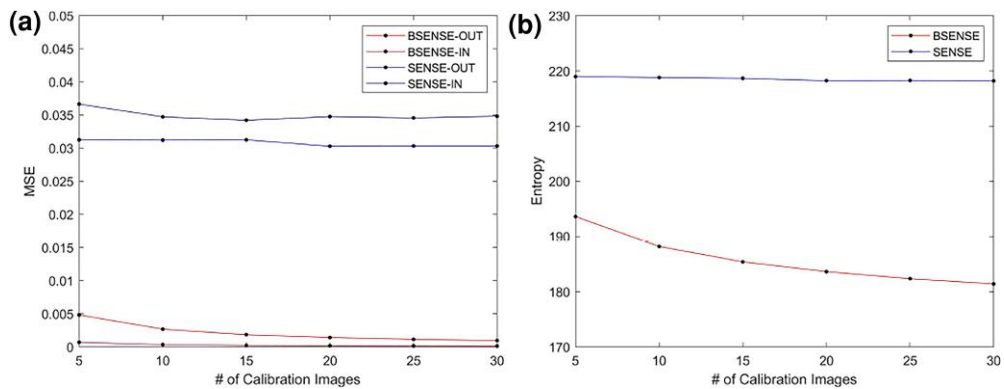 (a)
0.05
0.045
0.04
0.035
0.03
0.025
0.02
0.015
0.01
0.005
0
MSE
5 10 15 20 25 30
# of Calibration Images
BSENSE-OUT
BSENSE-IN
SENSE-OUT
SENSE-IN
(b)
230
220
210
200
190
180
170
Entropy
5 10 15 20 25 30
# of Calibration Images
BSENSE
SENSE